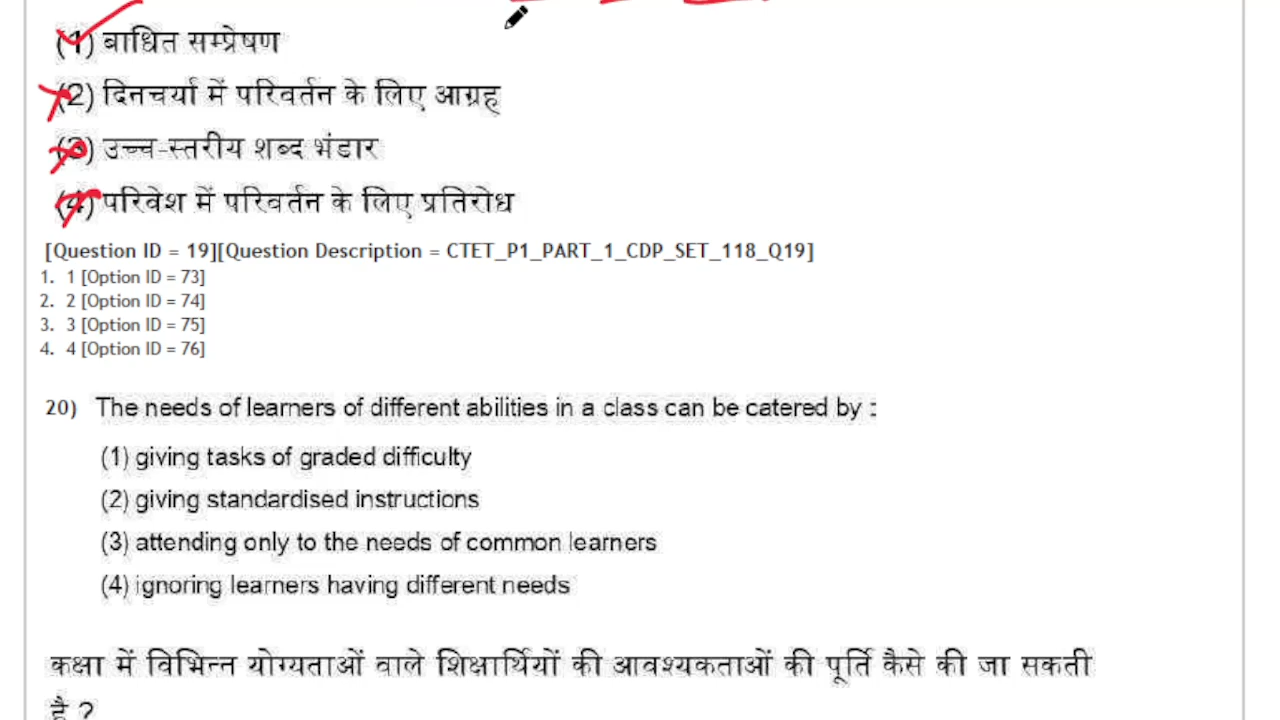 (1) बाधित सम्प्रेषण
(2) दिनचर्या में परिवर्तन के लिए आग्रह
(3) उच्च-स्तरीय शब्द भंडार
(4) परिवेश में परिवर्तन के लिए प्रतिरोध
[Question ID = 19][Question Description = CTET_P1_PART_1_CDP_SET_118_Q19]
1. 1 [Option ID = 73]
2. 2 [Option ID = 74]
3. 3 [Option ID = 75]
4. 4 [Option ID = 76]
20) The needs of learners of different abilities in a class can be catered by :
(1) giving tasks of graded difficulty
(2) giving standardised instructions
(3) attending only to the needs of common learners
(4) ignoring learners having different needs
कक्षा में विभिन्न योग्यताओं वाले शिक्षार्थियों की आवश्यकताओं की पूर्ति कैसे की जा सकती
है ?